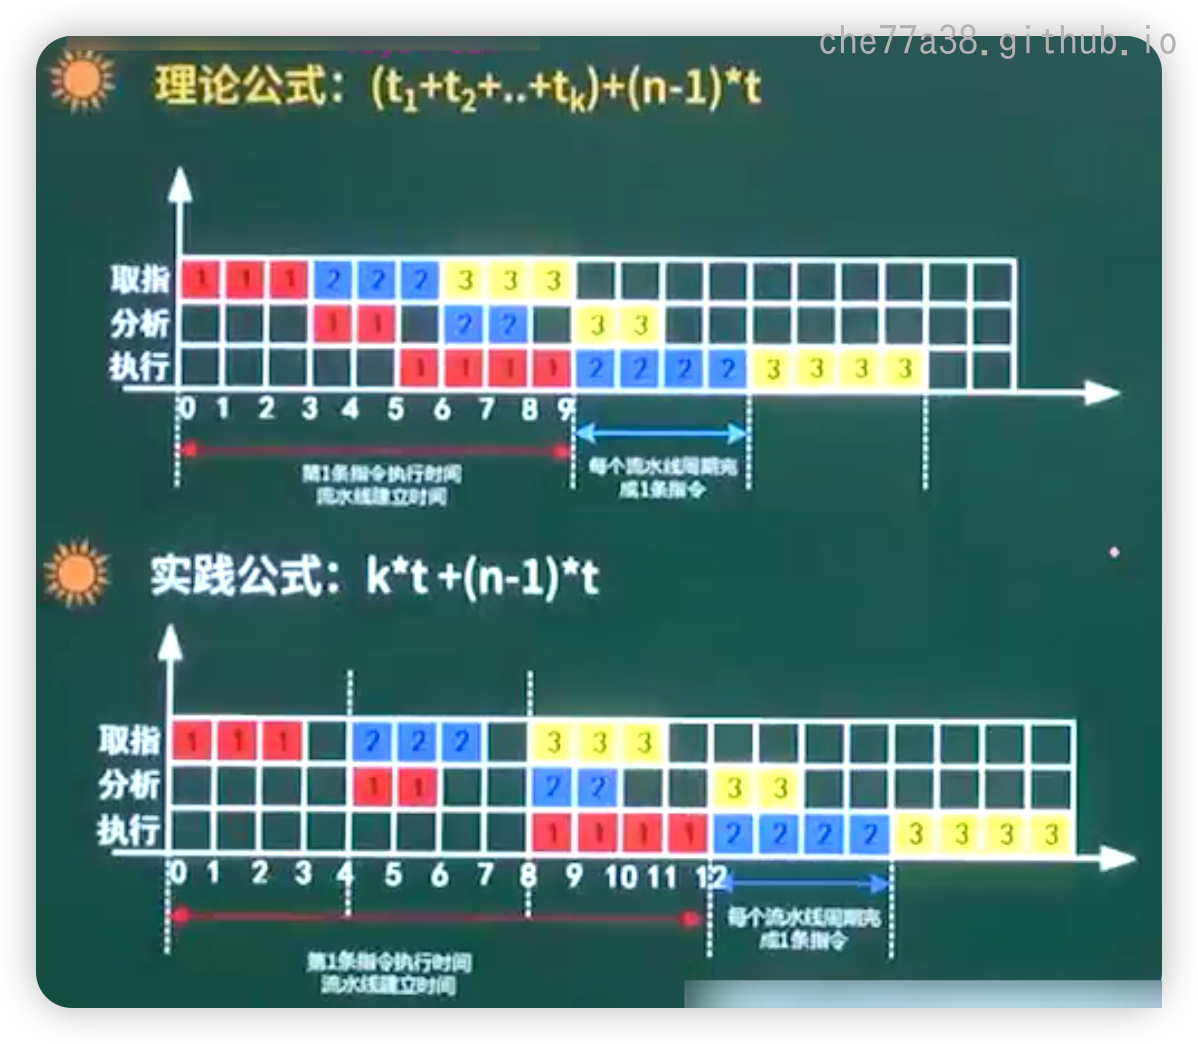 che77a38.github.io
理论公式：(t1+t2+..+tk)+(n-1)*t
取指 1 1 1 2 2 2 3 3 3
分析 1 1 2 2 3 3
执行 1 1 1 1 2 2 2 2 3 3 3 3
0 1 2 3 4 5 6 7 8 9
第1条指令执行时间
流水线建立时间
每个流水线周期完
成1条指令
实践公式：k*t +(n-1)*t
取指 1 1 1 2 2 2 3 3 3
分析 1 1 2 2 3 3
执行 1 1 1 1 2 2 2 2 3 3 3 3
0 1 2 3 4 5 6 7 8 9 10 11 12
每个流水线周期完
成1条指令
第1条指令执行时间
流水线建立时间